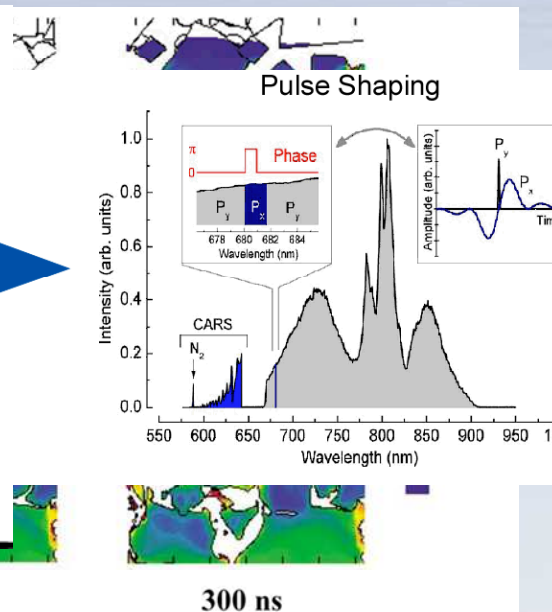 Pulse Shaping
Intensity (arb. units)
1.0
0.8
0.6
0.4
0.2
0.0
550 600 650 700 750 800 850 900 950
Wavelength (nm)
CARS
N2
π
0
Phase
Py Px Py
678 680 682 684
Wavelength (nm)
Amplitude (arb. units)
Py
Px
300 ns